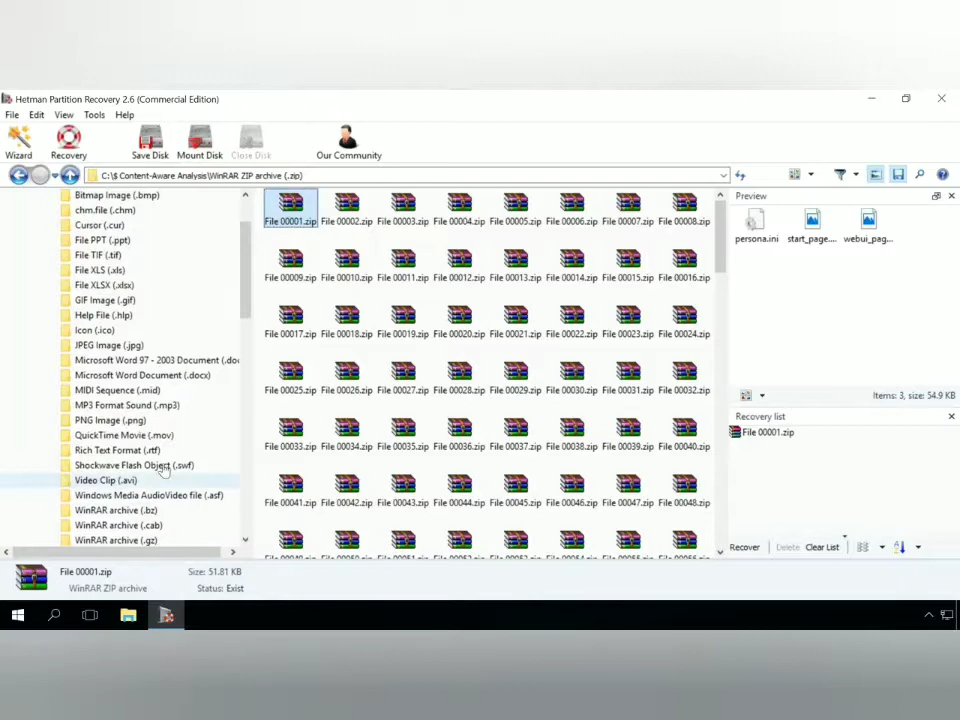 Hetman Partition Recovery 2.6 (Commercial Edition)
File Edit View Tools Help
Wizard Recovery Save Disk Mount Disk Close Disk Our Community
C:\$ Content-Aware Analysis\WinRAR ZIP archive (.zip)
Bitmap Image (.bmp)
chm.file (.chm)
Cursor (.cur)
File PPT (.ppt)
File TIF (.tif)
File XLS (.xls)
File XLSX (.xlsx)
GIF Image (.gif)
Help File (.hlp)
Icon (.ico)
JPEG Image (.jpg)
Microsoft Word 97 - 2003 Document (.doc
Microsoft Word Document (.docx)
MIDI Sequence (.mid)
MP3 Format Sound (.mp3)
PNG Image (.png)
QuickTime Movie (.mov)
Rich Text Format (.rtf)
Shockwave Flash Object (.swf)
Video Clip (.avi)
Windows Media AudioVideo file (.asf)
WinRAR archive (.bz)
WinRAR archive (.cab)
WinRAR archive (.gz)
File 00001.zip File 00002.zip File 00003.zip File 00004.zip File 00005.zip File 00006.zip File 00007.zip File 00008.zip
File 00009.zip File 00010.zip File 00011.zip File 00012.zip File 00013.zip File 00014.zip File 00015.zip File 00016.zip
File 00017.zip File 00018.zip File 00019.zip File 00020.zip File 00021.zip File 00022.zip File 00023.zip File 00024.zip
File 00025.zip File 00026.zip File 00027.zip File 00028.zip File 00029.zip File 00030.zip File 00031.zip File 00032.zip
File 00033.zip File 00034.zip File 00035.zip File 00036.zip File 00037.zip File 00038.zip File 00039.zip File 00040.zip
File 00041.zip File 00042.zip File 00043.zip File 00044.zip File 00045.zip File 00046.zip File 00047.zip File 00048.zip
Preview
persona.ini start_page.... webui_pag...
Items: 3, size: 54.9 KB
Recovery list
File 00001.zip
Recover Delete Clear List
File 00001.zip Size: 51.81 KB
WinRAR ZIP archive Status: Exist